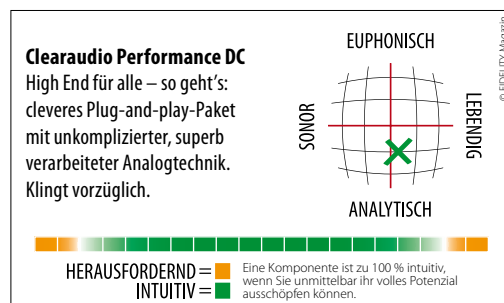 Clearaudio Performance DC
High End für alle – so geht's:
cleveres Plug-and-play-Paket
mit unkomplizierter, superb
verarbeiteter Analogtechnik.
Klingt vorzüglich.
EUPHONISCH
SONOR
LEBENDIG
ANALYTISCH
© FIDELITY Magazin
HERAUSFORDERND =
INTUITIV =
Eine Komponente ist zu 100 % intuitiv,
wenn Sie unmittelbar ihr volles Potenzial
ausschöpfen können.